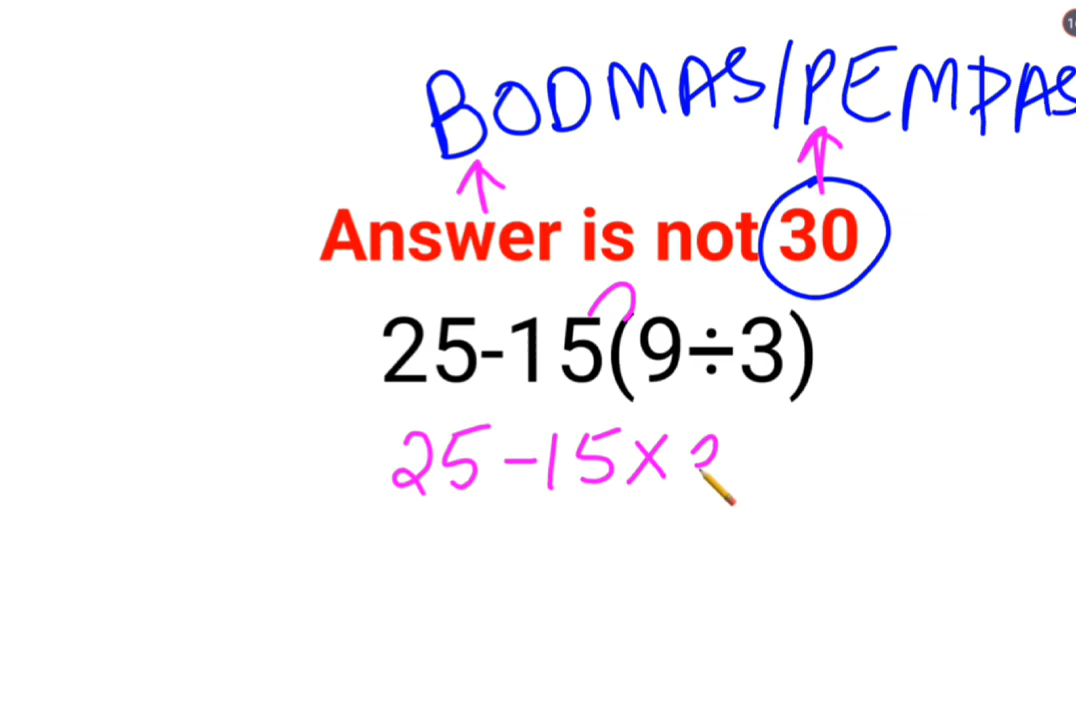 BODMAS/PEMDAS
Answer is not 30
25-15(9÷3)
25-15×